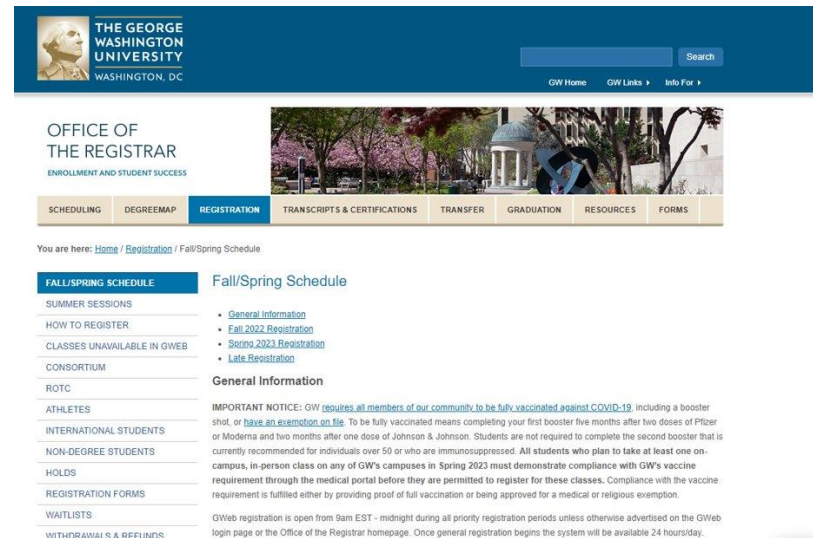 THE GEORGE
WASHINGTON
UNIVERSITY
WASHINGTON, DC
Search
GW Home GW Links Info For
OFFICE OF
THE REGISTRAR
ENROLLMENT AND STUDENT SUCCESS
SCHEDULING DEGREEMAP REGISTRATION TRANSCRIPTS & CERTIFICATIONS TRANSFER GRADUATION RESOURCES FORMS
You are here: Home / Registration / Fall/Spring Schedule
FALL/SPRING SCHEDULE
SUMMER SESSIONS
HOW TO REGISTER
CLASSES UNAVAILABLE IN GWEB
CONSORTIUM
ROTC
ATHLETES
INTERNATIONAL STUDENTS
NON-DEGREE STUDENTS
HOLDS
REGISTRATION FORMS
WAITLISTS
WITHDRAWALS & REFUNDS
Fall/Spring Schedule
General Information
Fall 2022 Registration
Spring 2023 Registration
Late Registration
General Information
IMPORTANT NOTICE: GW requires all members of our community to be fully vaccinated against COVID-19, including a booster
shot, or have an exemption on file. To be fully vaccinated means completing your first booster five months after two doses of Pfizer
or Moderna and two months after one dose of Johnson & Johnson. Students are not required to complete the second booster that is
currently recommended for individuals over 50 or who are immunosuppressed. All students who plan to take at least one on-
campus, in-person class on any of GW's campuses in Spring 2023 must demonstrate compliance with GW's vaccine
requirement through the medical portal before they are permitted to register for these classes. Compliance with the vaccine
requirement is fulfilled either by providing proof of full vaccination or being approved for a medical or religious exemption.
GWeb registration is open from 9am EST - midnight during all priority registration periods unless otherwise advertised on the GWeb
login page or the Office of the Registrar homepage. Once general registration begins the system will be available 24 hours/day.